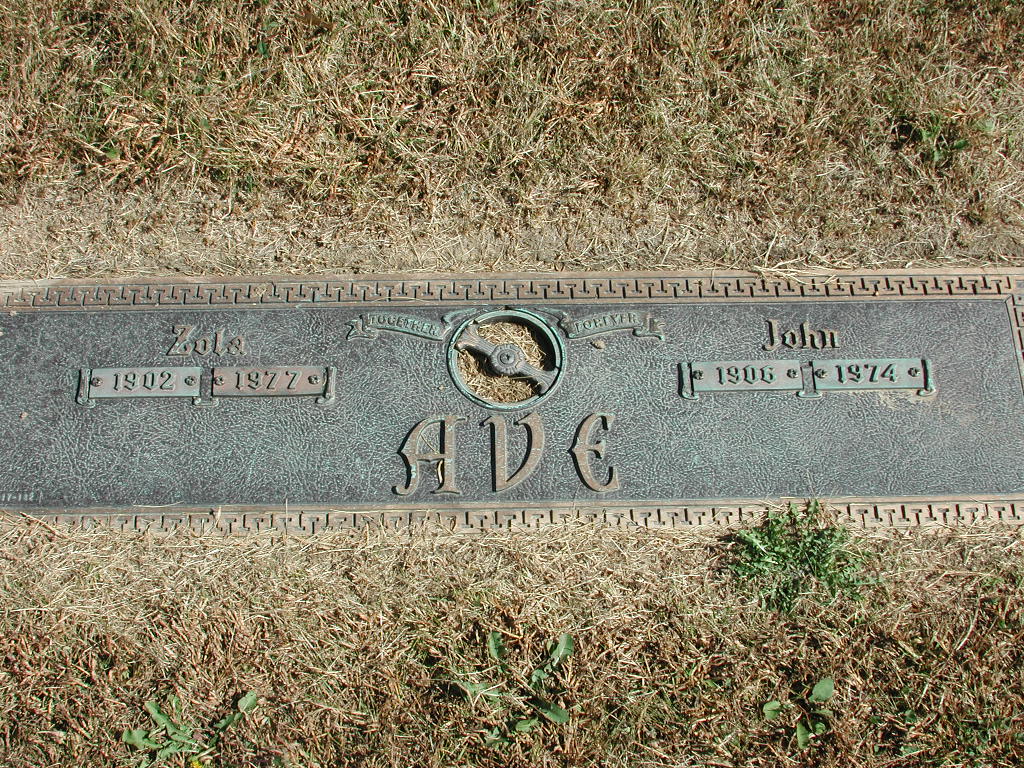 TOGETHER FOREVER
Zola
John
1902 1977
1906 1974
AVE